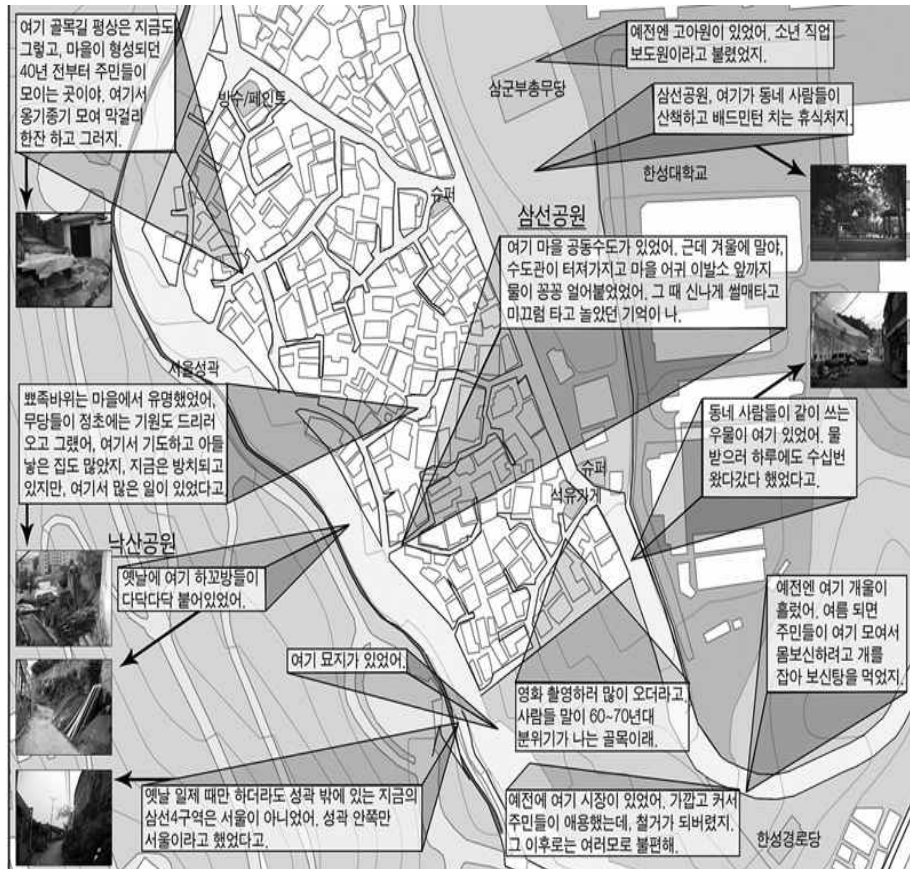 여기 골목길 평상은 지금도
그렇고, 마을이 형성되던
40년 전부터 주민들이
모이는 곳이야. 여기서
옹기종기 모여 막걸리
한잔 하고 그러지.
예전엔 고아원이 있었어. 소년 직업
보도원이라고 불렸었지.
방수/페인트
삼군부총무당
삼선공원, 여기가 동네 사람들이
산책하고 배드민턴 치는 휴식처지.
한성대학교
슈퍼
삼선공원
여기 마을 공동수도가 있었어. 근데 겨울에 말야,
수도관이 터져가지고 마을 어귀 이발소 앞까지
물이 꽁꽁 얼어붙었었어. 그 때 신나게 썰매타고
미끄럼 타고 놀았던 기억이 나.
서울성곽
뾰족바위는 마을에서 유명했었어.
무당들이 정초에는 기원도 드리러
오고 그랬어, 여기서 기도하고 아들
낳은 집도 많았지, 지금은 방치되고
있지만, 여기서 많은 일이 있었다고.
동네 사람들이 같이 쓰는
우물이 여기 있었어. 물
받으러 하루에도 수십번
왔다갔다 했었다고.
슈퍼
석유가게
낙산공원
옛날에 여기 하꼬방들이
다닥다닥 붙어있었어.
예전엔 여기 개울이
흘렀어. 여름 되면
주민들이 여기 모여서
몸보신하려고 개를
잡아 보신탕을 먹었지.
여기 묘지가 있었어.
영화 촬영하러 많이 오더라고.
사람들 말이 60~70년대
분위기가 나는 골목이래.
옛날 일제 때만 하더라도 성곽 밖에 있는 지금의
삼선4구역은 서울이 아니었어. 성곽 안쪽만
서울이라고 했었다고.
예전에 여기 시장이 있었어. 가깝고 커서
주민들이 애용했는데, 철거가 되버렸지.
그 이후로는 여러모로 불편해.
한성경로당